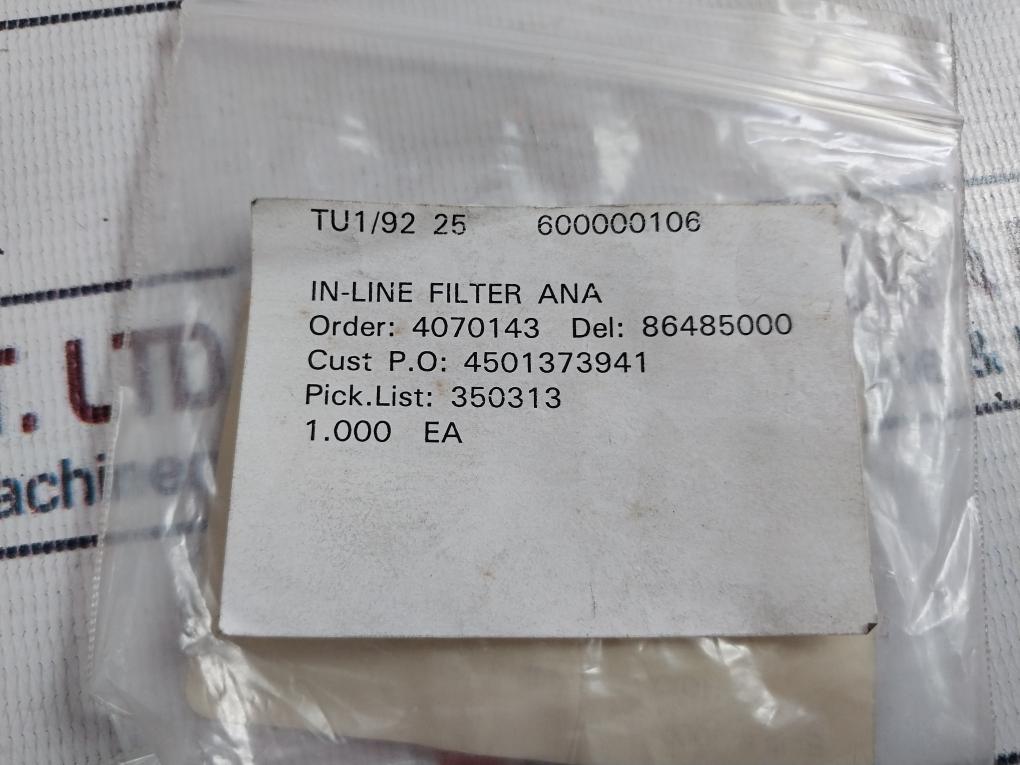 TU1/92 25 600000106
IN-LINE FILTER ANA
Order: 4070143 Del: 86485000
Cust P.O: 4501373941
Pick.List: 350313
1.000 EA
T. LTD